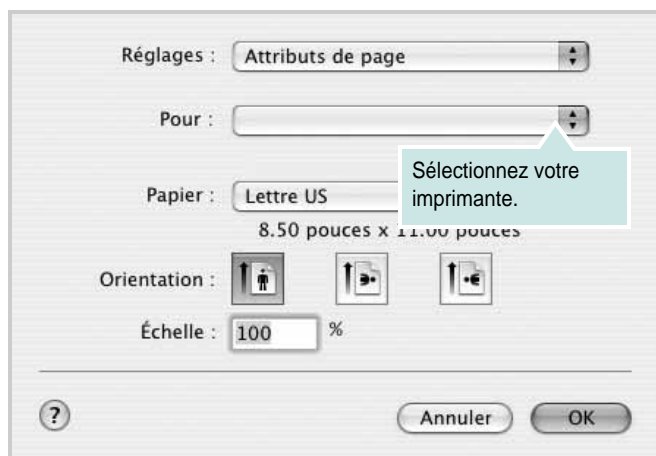 Réglages : Attributs de page
Pour :
Sélectionnez votre
imprimante.
Papier : Lettre US
8.50 pouces x 11.00 pouces
Orientation :
Échelle : 100 %
? Annuler OK